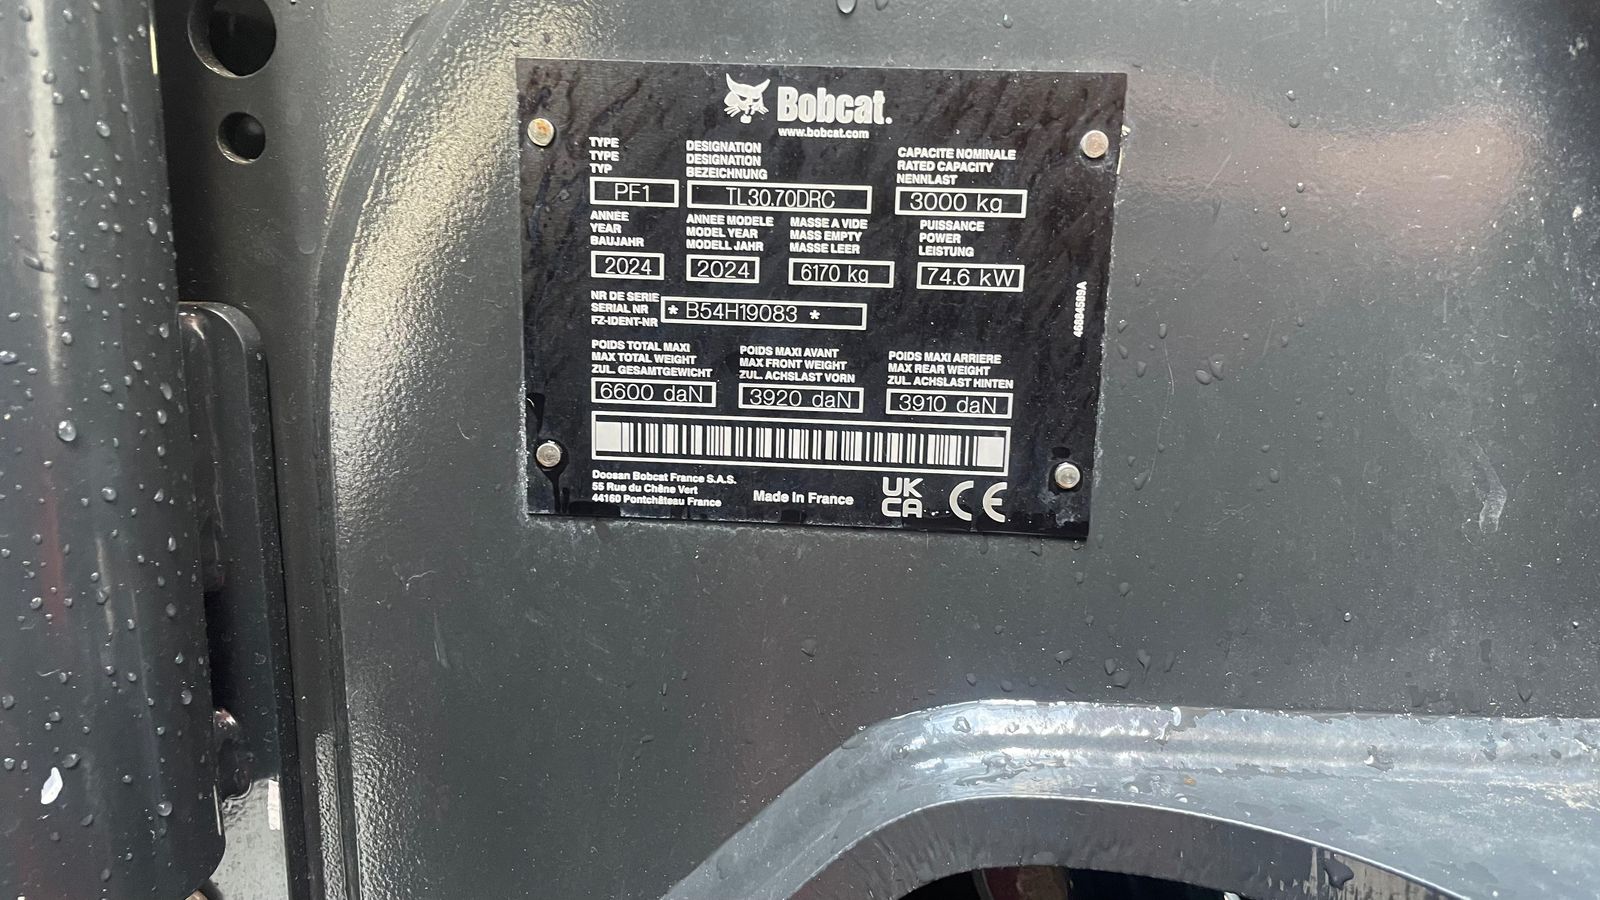 Bobcat.
www.bobcat.com
TYPE
TYPE
TYP
PF1
DESIGNATION
DESIGNATION
BEZEICHNUNG
TL30.70DRC
CAPACITE NOMINALE
RATED CAPACITY
NENNLAST
3000 kg
ANNÉE
YEAR
BAUJAHR
2024
ANNEE MODELE
MODEL YEAR
MODELL JAHR
2024
MASSE A VIDE
MASS EMPTY
MASSE LEER
6170 kg
PUISSANCE
POWER
LEISTUNG
74.6 kW
NR DE SERIE
SERIAL NR
FZ-IDENT-NR
* B54H19083 *
46884589A
POIDS TOTAL MAXI
MAX TOTAL WEIGHT
ZUL. GESAMTGEWICHT
6600 daN
POIDS MAXI AVANT
MAX FRONT WEIGHT
ZUL. ACHSLAST VORN
3920 daN
POIDS MAXI ARRIERE
MAX REAR WEIGHT
ZUL. ACHSLAST HINTEN
3910 daN
Doosan Bobcat France S.A.S.
55 Rue du Chêne Vert
44160 Pontchâteau France
Made in France
UK
CA
CE